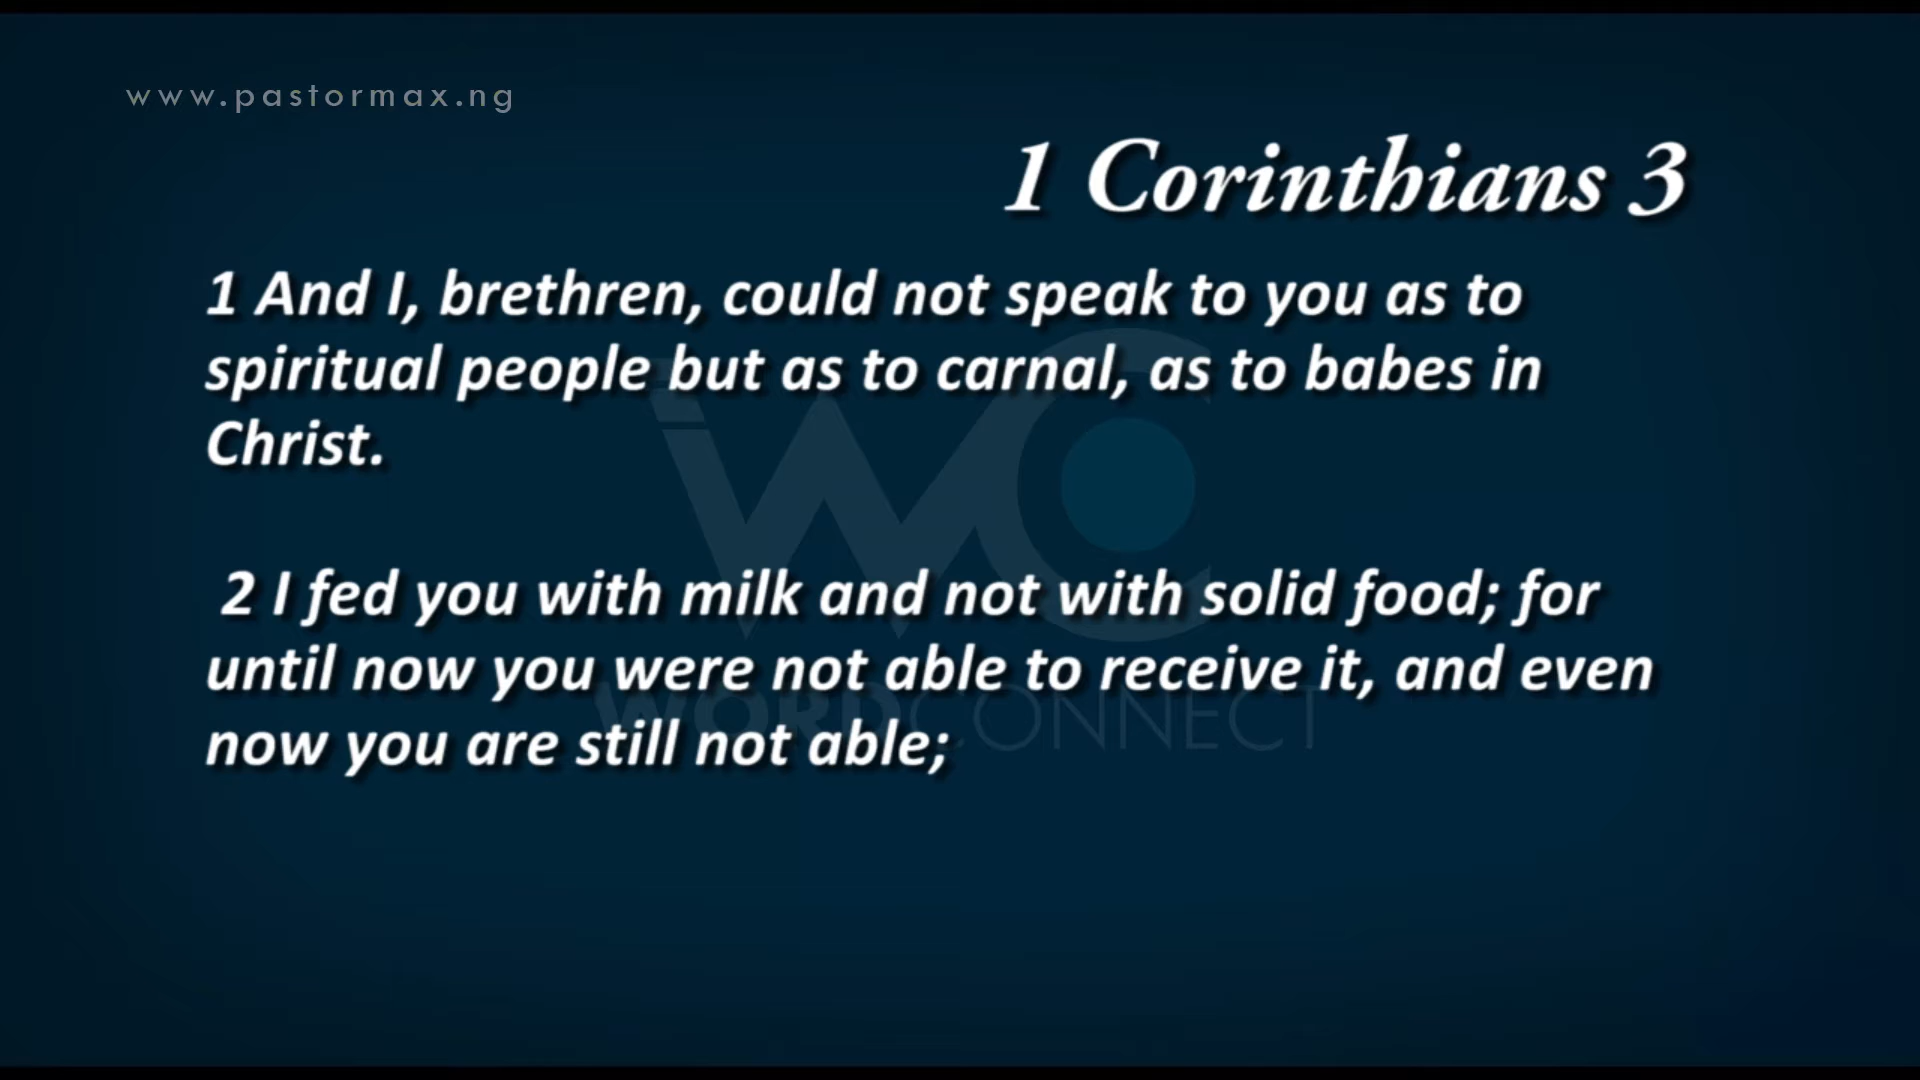 www.pastormax.ng
1 Corinthians 3
1 And I, brethren, could not speak to you as to
spiritual people but as to carnal, as to babes in
Christ.
2 I fed you with milk and not with solid food; for
until now you were not able to receive it, and even
now you are still not able;
WC
WORDCONNECT